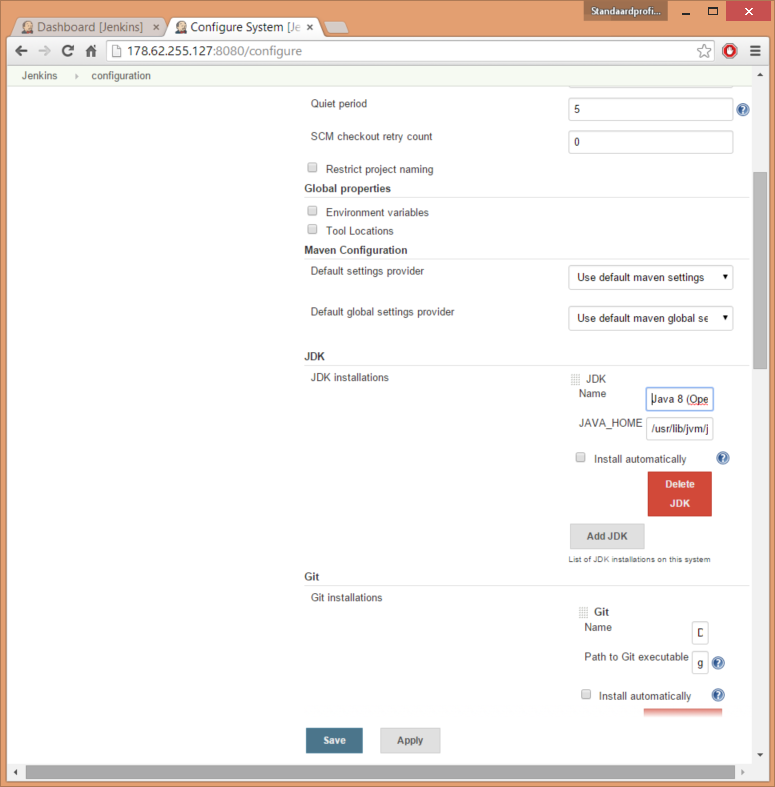 Standaardprofi...
Dashboard [Jenkins]
Configure System [Je
178.62.255.127:8080/configure
Jenkins
configuration
Quiet period
5
SCM checkout retry count
0
Restrict project naming
Global properties
Environment variables
Tool Locations
Maven Configuration
Default settings provider
Use default maven settings
Default global settings provider
Use default maven global se
JDK
JDK installations
JDK
Name
Java 8 (Ope
JAVA_HOME
/usr/lib/jvm/j
Install automatically
Delete
JDK
Add JDK
List of JDK installations on this system
Git
Git installations
Git
Name
D
Path to Git executable
g
Install automatically
Save
Apply